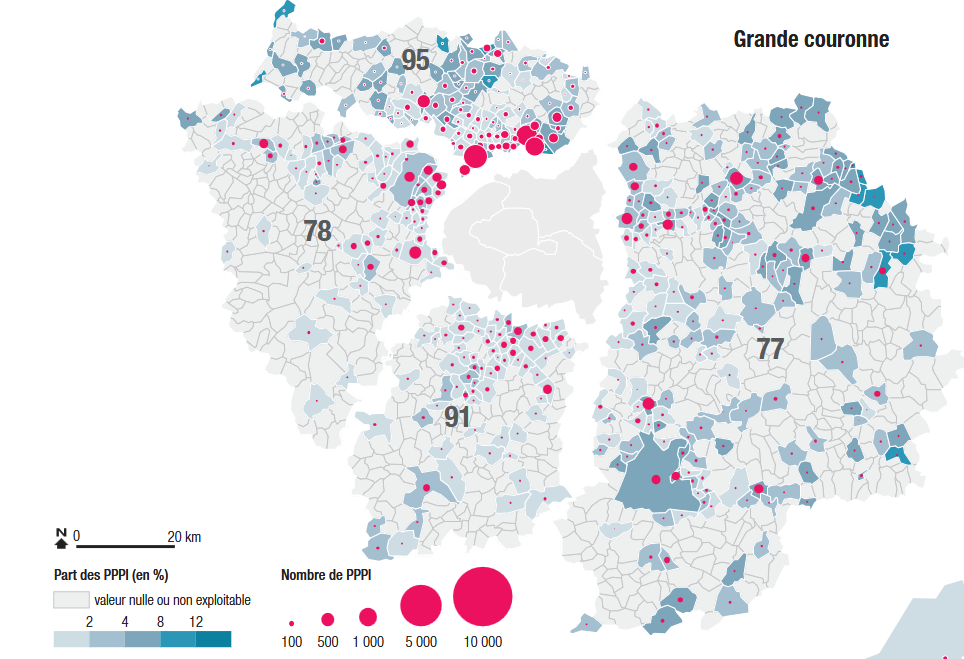 Grande couronne
95
78
77
91
N 0 20 km
Part des PPPI (en %)
valeur nulle ou non exploitable
2 4 8 12
Nombre de PPPI
100 500 1 000 5 000 10 000